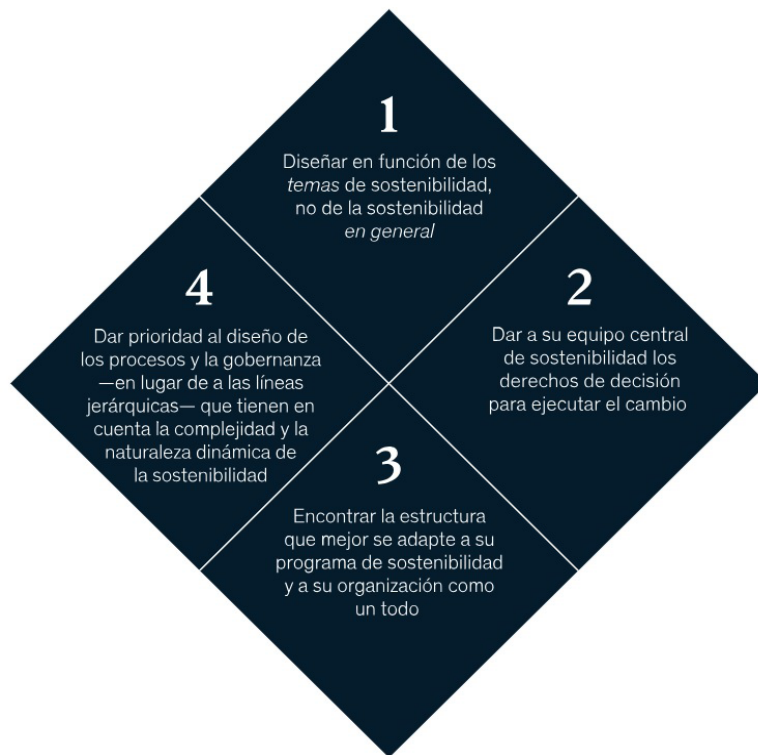 1
Diseñar en función de los
temas de sostenibilidad,
no de la sostenibilidad
en general
2
Dar a su equipo central
de sostenibilidad los
derechos de decisión
para ejecutar el cambio
3
Encontrar la estructura
que mejor se adapte a su
programa de sostenibilidad
y a su organización como
un todo
4
Dar prioridad al diseño de
los procesos y la gobernanza
—en lugar de a las líneas
jerárquicas— que tienen en
cuenta la complejidad y la
naturaleza dinámica de
la sostenibilidad